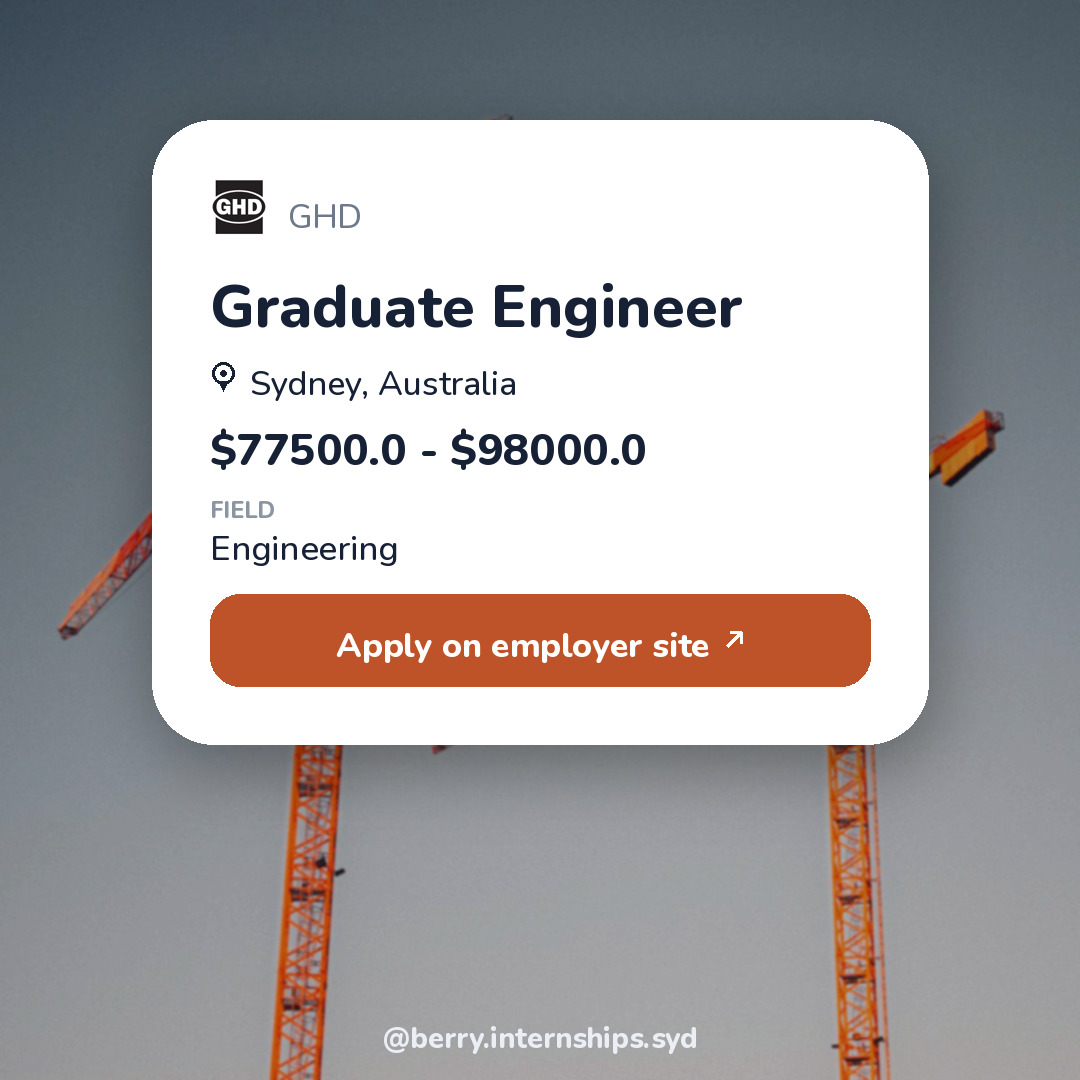 GHD
GHD
Graduate Engineer
Sydney, Australia
$77500.0 - $98000.0
FIELD
Engineering
Apply on employer site ↗
@berry.internships.syd